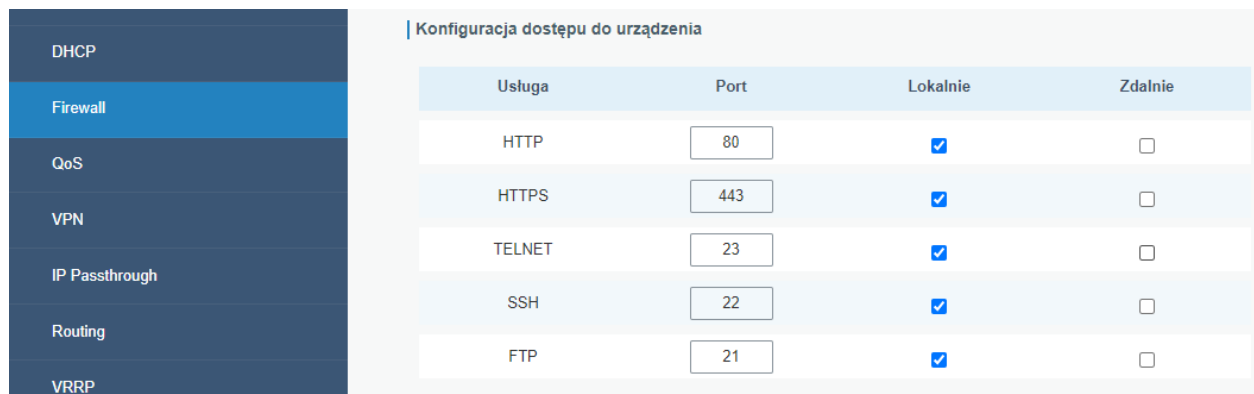 DHCP
Firewall
QoS
VPN
IP Passthrough
Routing
VRRP
Konfiguracja dostępu do urządzenia
Usługa Port Lokalnie Zdalnie
HTTP 80
HTTPS 443
TELNET 23
SSH 22
FTP 21